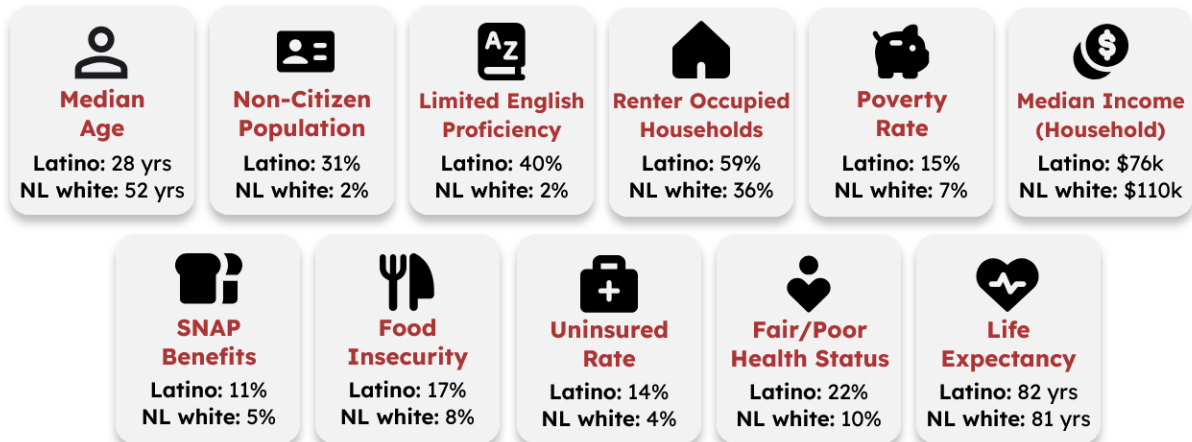 AZ
$
Median
Age
Latino: 28 yrs
NL white: 52 yrs
Non-Citizen
Population
Latino: 31%
NL white: 2%
Limited English
Proficiency
Latino: 40%
NL white: 2%
Renter Occupied
Households
Latino: 59%
NL white: 36%
Poverty
Rate
Latino: 15%
NL white: 7%
Median Income
(Household)
Latino: $76k
NL white: $110k
SNAP
Benefits
Latino: 11%
NL white: 5%
Food
Insecurity
Latino: 17%
NL white: 8%
Uninsured
Rate
Latino: 14%
NL white: 4%
Fair/Poor
Health Status
Latino: 22%
NL white: 10%
Life
Expectancy
Latino: 82 yrs
NL white: 81 yrs